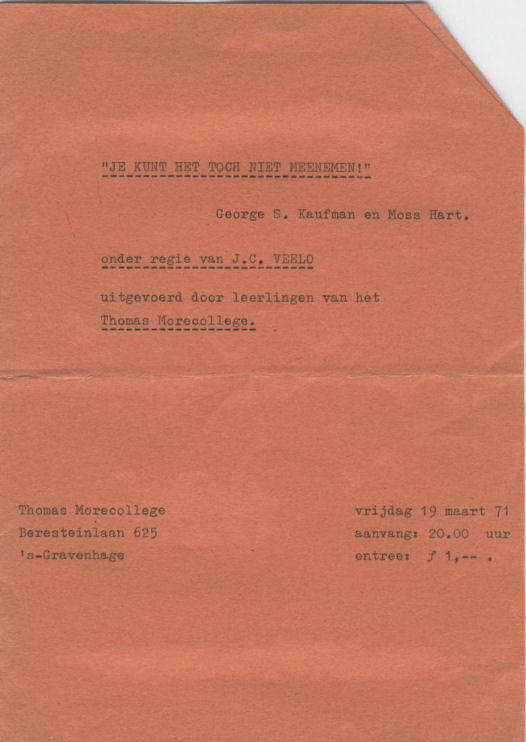 "JE KUNT HET TOCH NIET MEENEMEN!"
George S. Kaufman en Moss Hart.
onder regie van J.C. VEELO
uitgevoerd door leerlingen van het
Thomas Morecollege.
Thomas Morecollege vrijdag 19 maart 71
Beresteinlaan 625 aanvang: 20.00 uur
's-Gravenhage entree: ƒ 1,-- .